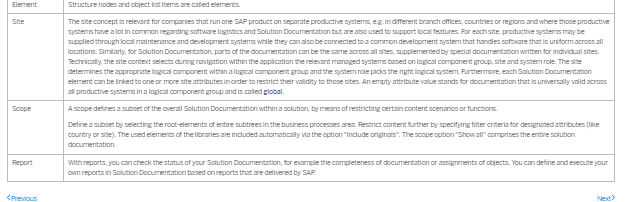 Element
Structure nodes and object list items are called elements.
Site
The site concept is relevant for companies that run one SAP product on separate productive systems, e.g. in different branch offices, countries or regions and where those productive
systems have a lot in common regarding software logistics and Solution Documentation but are also used to support local features. For each site, productive systems may be
supplied through local maintenance and development systems while they can also be connected to a common development system that handles software that is uniform across all
locations. Similarly, for Solution Documentation, parts of the documentation can be the same across all sites, supplemented by special documentation written for individual sites.
Technically, the site context selects during navigation within the application the relevant managed systems based on logical component group, site and system role. The site
determines the appropriate logical component within a logical component group and the system role picks the right logical system. Furthermore, each Solution Documentation
element can be linked to one or more site attributes in order to restrict their validity to those sites. An empty attribute value stands for documentation that is universally valid across
all productive systems in a logical component group and is called global.
Scope
A scope defines a subset of the overall Solution Documentation within a solution, by means of restricting certain content scenarios or functions.
Define a subset by selecting the root-elements of entire subtrees in the business processes area. Restrict content further by specifying filter criteria for designated attributes (like
country or site). The used elements of the libraries are included automatically via the option "Include originals". The scope option "Show all" comprises the entire solution
documentation.
Report
With reports, you can check the status of your Solution Documentation, for example the completeness of documentation or assignments of objects. You can define and execute your
own reports in Solution Documentation based on reports that are delivered by SAP.
Previous
Next